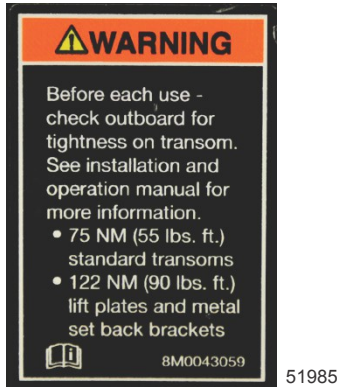 WARNING
Before each use -
check outboard for
tightness on transom.
See installation and
operation manual for
more information.
• 75 NM (55 lbs. ft.)
standard transoms
• 122 NM (90 lbs. ft.)
lift plates and metal
set back brackets
8M0043059
51985